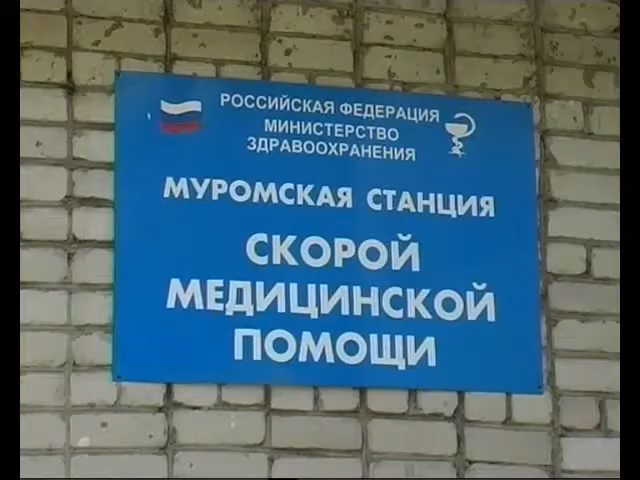 РОССИЙСКАЯ ФЕДЕРАЦИЯ
МИНИСТЕРСТВО
ЗДРАВООХРАНЕНИЯ
МУРОМСКАЯ СТАНЦИЯ
СКОРОЙ
МЕДИЦИНСКОЙ
ПОМОЩИ